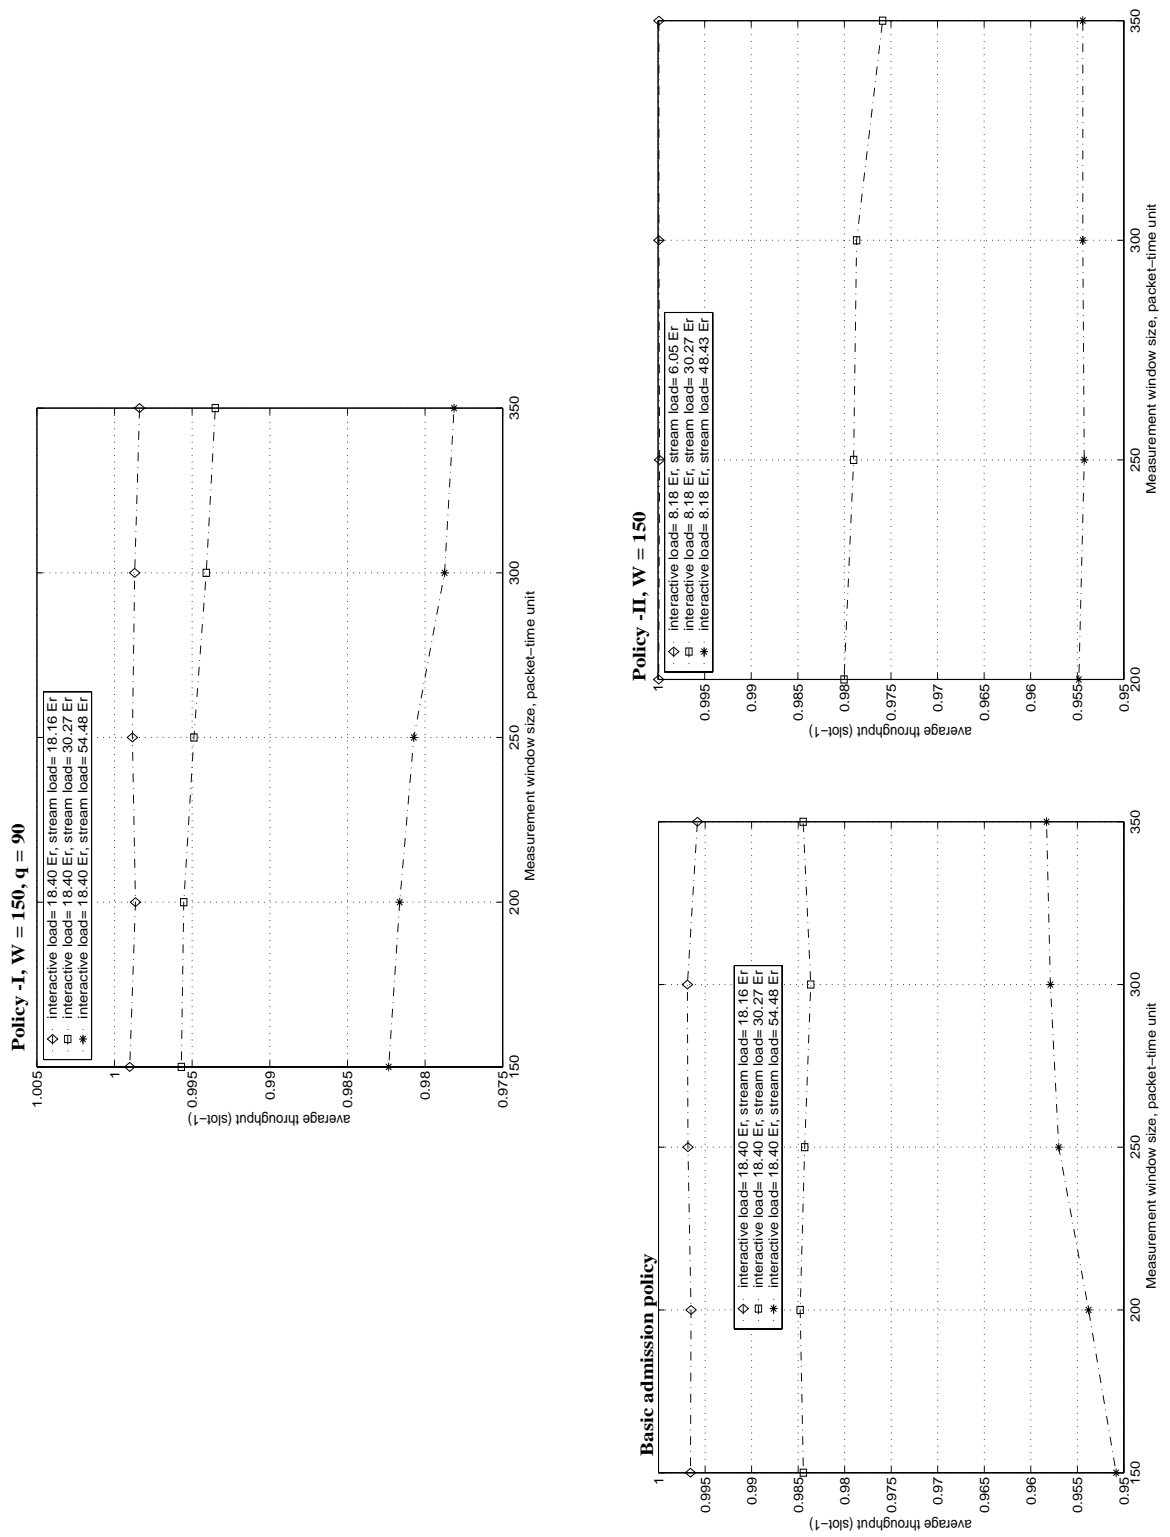 Policy -I, W = 150, q = 90
1.005
1
0.995
0.99
0.985
0.98
0.975
average throughput (slot−1)
interactive load= 18.40 Er, stream load= 18.16 Er
interactive load= 18.40 Er, stream load= 30.27 Er
interactive load= 18.40 Er, stream load= 54.48 Er
150
200
250
300
350
Measurement window size, packet−time unit
Basic admission policy
1
0.995
0.99
0.985
0.98
0.975
0.97
0.965
0.96
0.955
0.95
average throughput (slot−1)
interactive load= 18.40 Er, stream load= 18.16 Er
interactive load= 18.40 Er, stream load= 30.27 Er
interactive load= 18.40 Er, stream load= 54.48 Er
150
200
250
300
350
Measurement window size, packet−time unit
Policy -II, W = 150
1
0.995
0.99
0.985
0.98
0.975
0.97
0.965
0.96
0.955
0.95
average throughput (slot−1)
interactive load= 8.18 Er, stream load= 6.05 Er
interactive load= 8.18 Er, stream load= 30.27 Er
interactive load= 8.18 Er, stream load= 48.43 Er
200
250
300
350
Measurement window size, packet−time unit